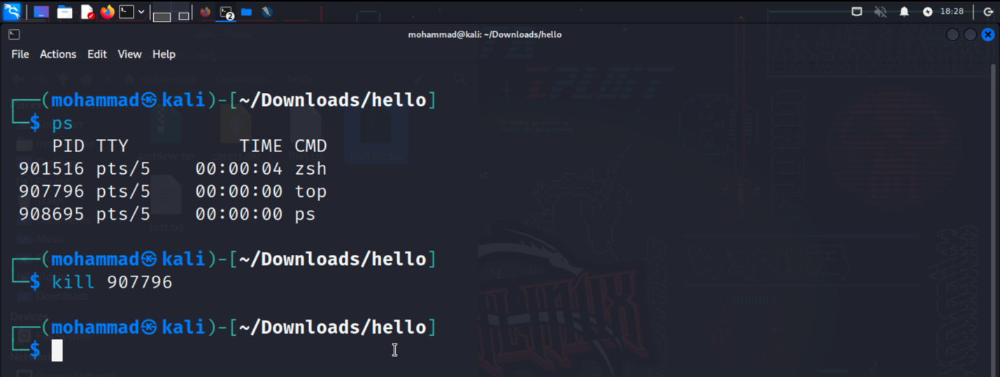 18:28
mohammad@kali: ~/Downloads/hello
File Actions Edit View Help
┌──(mohammad㉿kali)-[~/Downloads/hello]
└─$ ps
PID TTY TIME CMD
901516 pts/5 00:00:04 zsh
907796 pts/5 00:00:00 top
908695 pts/5 00:00:00 ps
┌──(mohammad㉿kali)-[~/Downloads/hello]
└─$ kill 907796
┌──(mohammad㉿kali)-[~/Downloads/hello]
└─$